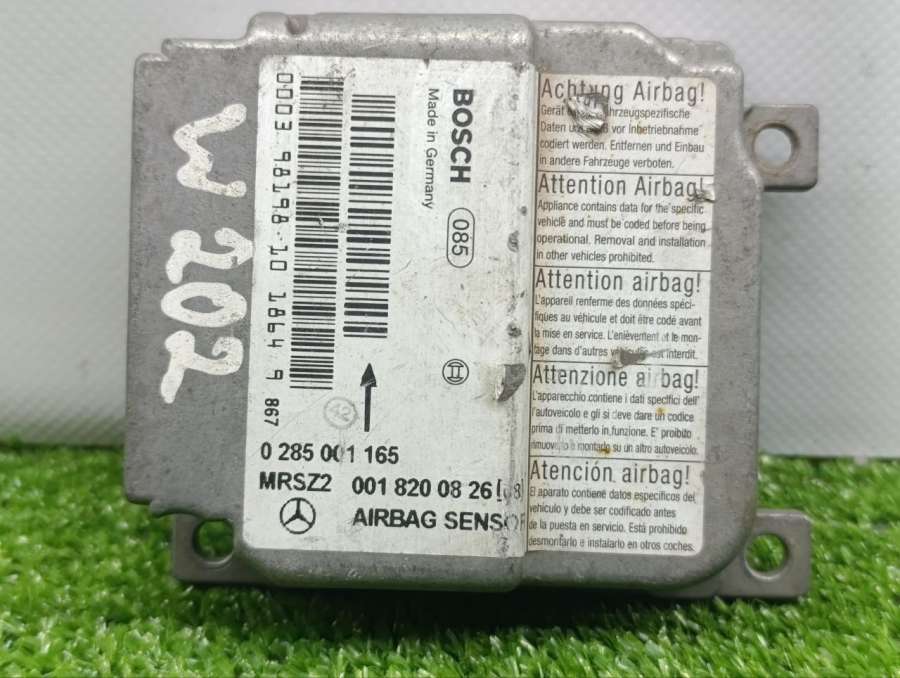 W 202
0003 98198 10 1864 9
867
BOSCH
Made in Germany
085
42
0 285 001 165
MRSZ2 001 820 08 26 [08]
AIRBAG SENSOR
Achtung Airbag!
Gerät fahrzeugspezifische
Daten und vor Inbetriebnahme
codiert werden. Entfernen und Einbau
in andere Fahrzeuge verboten.
Attention Airbag!
Appliance contains data for the specific
vehicle and must be coded before being
operational. Removal and installation
in other vehicles prohibited.
Attention airbag!
L'appareil renferme des données spéci-
fiques au véhicule et doit être codé avant
la mise en service. L'enlèvement et le mon-
tage dans d'autres véhicules est interdit.
Attenzione airbag!
L'apparecchio contiene i dati specifici dell'
l'autoveicolo e gli si deve dare un codice
prima di metterlo in funzione. E' proibito
rimuoverlo e montarlo su un altro autoveicolo.
Atención airbag!
El aparato contiene datos específicos del
vehículo y debe ser codificado antes
de la puesta en servicio. Está prohibido
desmontarlo e instalarlo en otros coches.